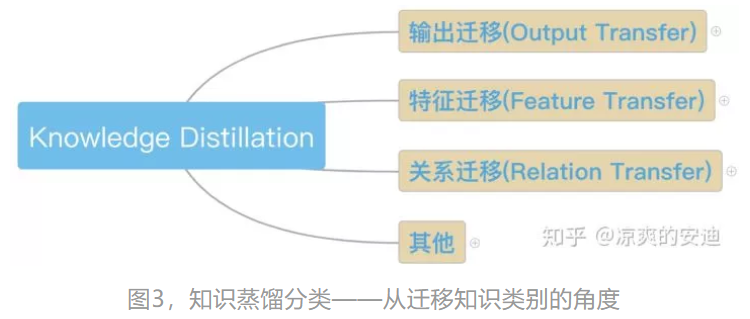 输出迁移(Output Transfer)
特征迁移(Feature Transfer)
Knowledge Distillation
关系迁移(Relation Transfer)
其他
知乎 @凉爽的安迪
图3，知识蒸馏分类——从迁移知识类别的角度